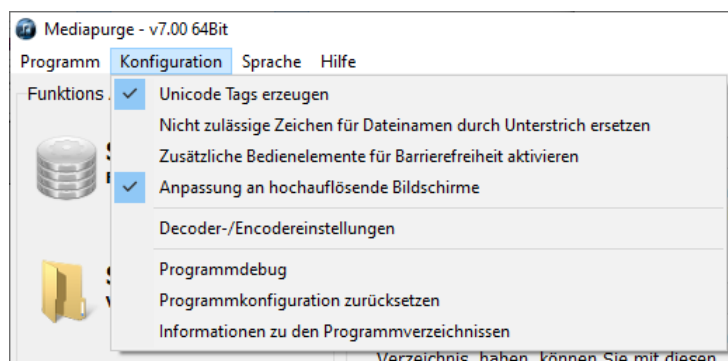 Mediapurge - v7.00 64Bit
Programm Konfiguration Sprache Hilfe
Funktions
Unicode Tags erzeugen
Nicht zulässige Zeichen für Dateinamen durch Unterstrich ersetzen
Zusätzliche Bedienelemente für Barrierefreiheit aktivieren
Anpassung an hochauflösende Bildschirme
Decoder-/Encodereinstellungen
Programmdebug
Programmkonfiguration zurücksetzen
Informationen zu den Programmverzeichnissen
Verzeichnis haben, können Sie mit diesen